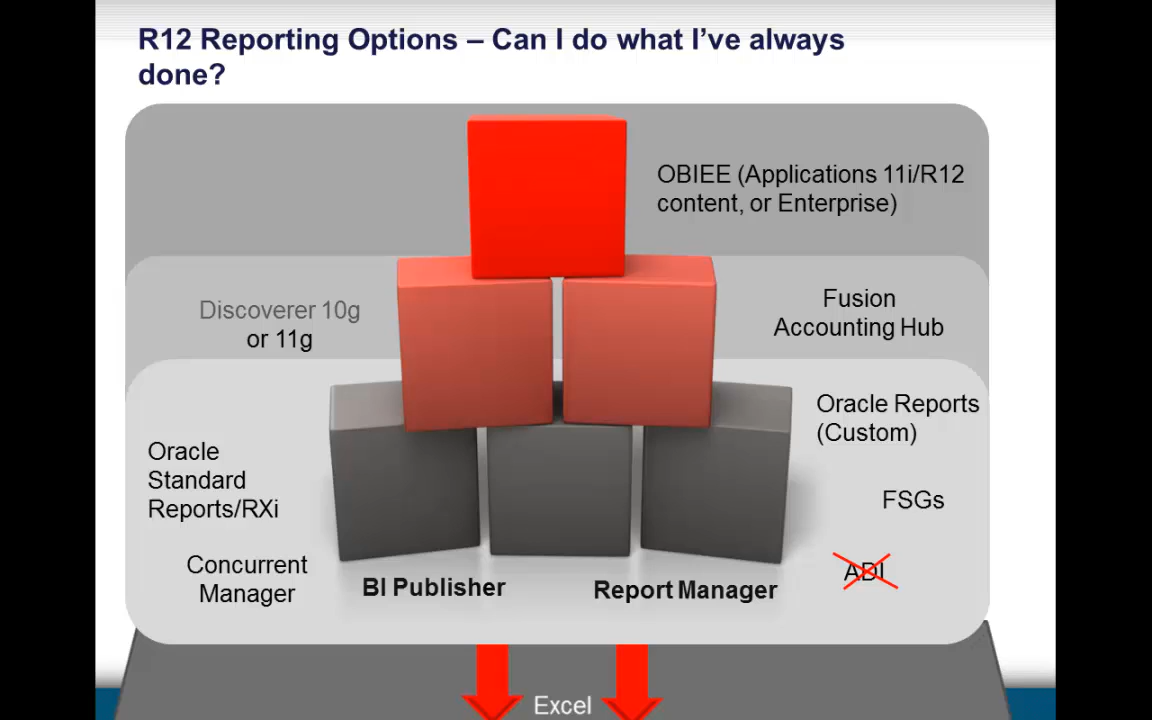 R12 Reporting Options – Can I do what I’ve always
done?
OBIEE (Applications 11i/R12
content, or Enterprise)
Discoverer 10g
or 11g
Fusion
Accounting Hub
Oracle Reports
(Custom)
Oracle
Standard
Reports/RXi
FSGs
Concurrent
Manager
BI Publisher
Report Manager
ADI
Excel